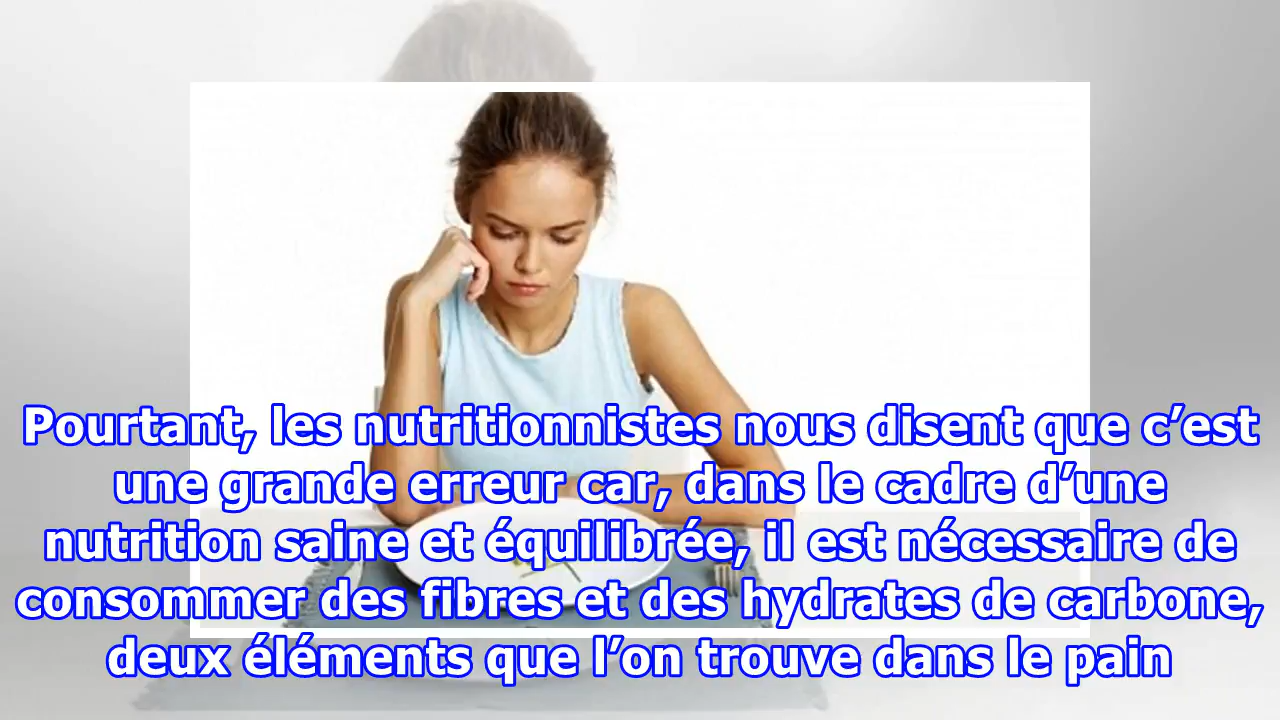 Pourtant, les nutritionnistes nous disent que c’est
une grande erreur car, dans le cadre d’une
nutrition saine et équilibrée, il est nécessaire de
consommer des fibres et des hydrates de carbone,
deux éléments que l’on trouve dans le pain